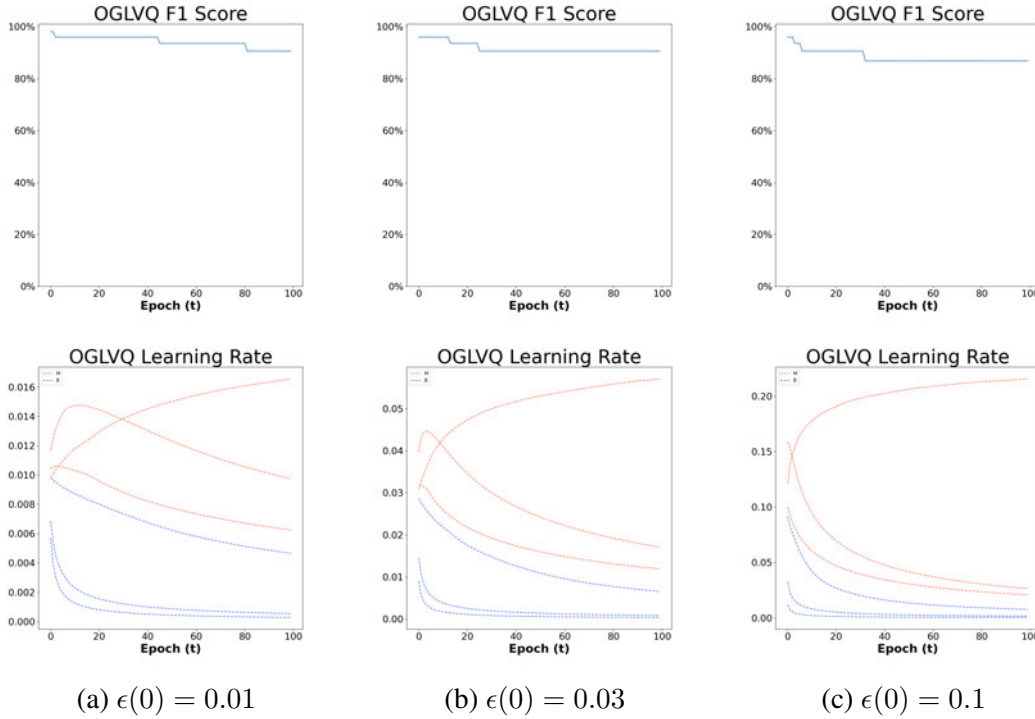 OGLVQ F1 Score OGLVQ F1 Score OGLVQ F1 Score
100% 100% 100%
80% 80% 80%
60% 60% 60%
40% 40% 40%
20% 20% 20%
0% 0% 0%
0 20 40 60 80 100 0 20 40 60 80 100 0 20 40 60 80 100
Epoch (t) Epoch (t) Epoch (t)
OGLVQ Learning Rate OGLVQ Learning Rate OGLVQ Learning Rate
M M M
B B B
0.016
0.014
0.012
0.010
0.008
0.006
0.004
0.002
0.000
0.05
0.04
0.03
0.02
0.01
0.00
0.20
0.15
0.10
0.05
0.00
0 20 40 60 80 100 0 20 40 60 80 100 0 20 40 60 80 100
Epoch (t) Epoch (t) Epoch (t)
(a) ϵ(0) = 0.01 (b) ϵ(0) = 0.03 (c) ϵ(0) = 0.1